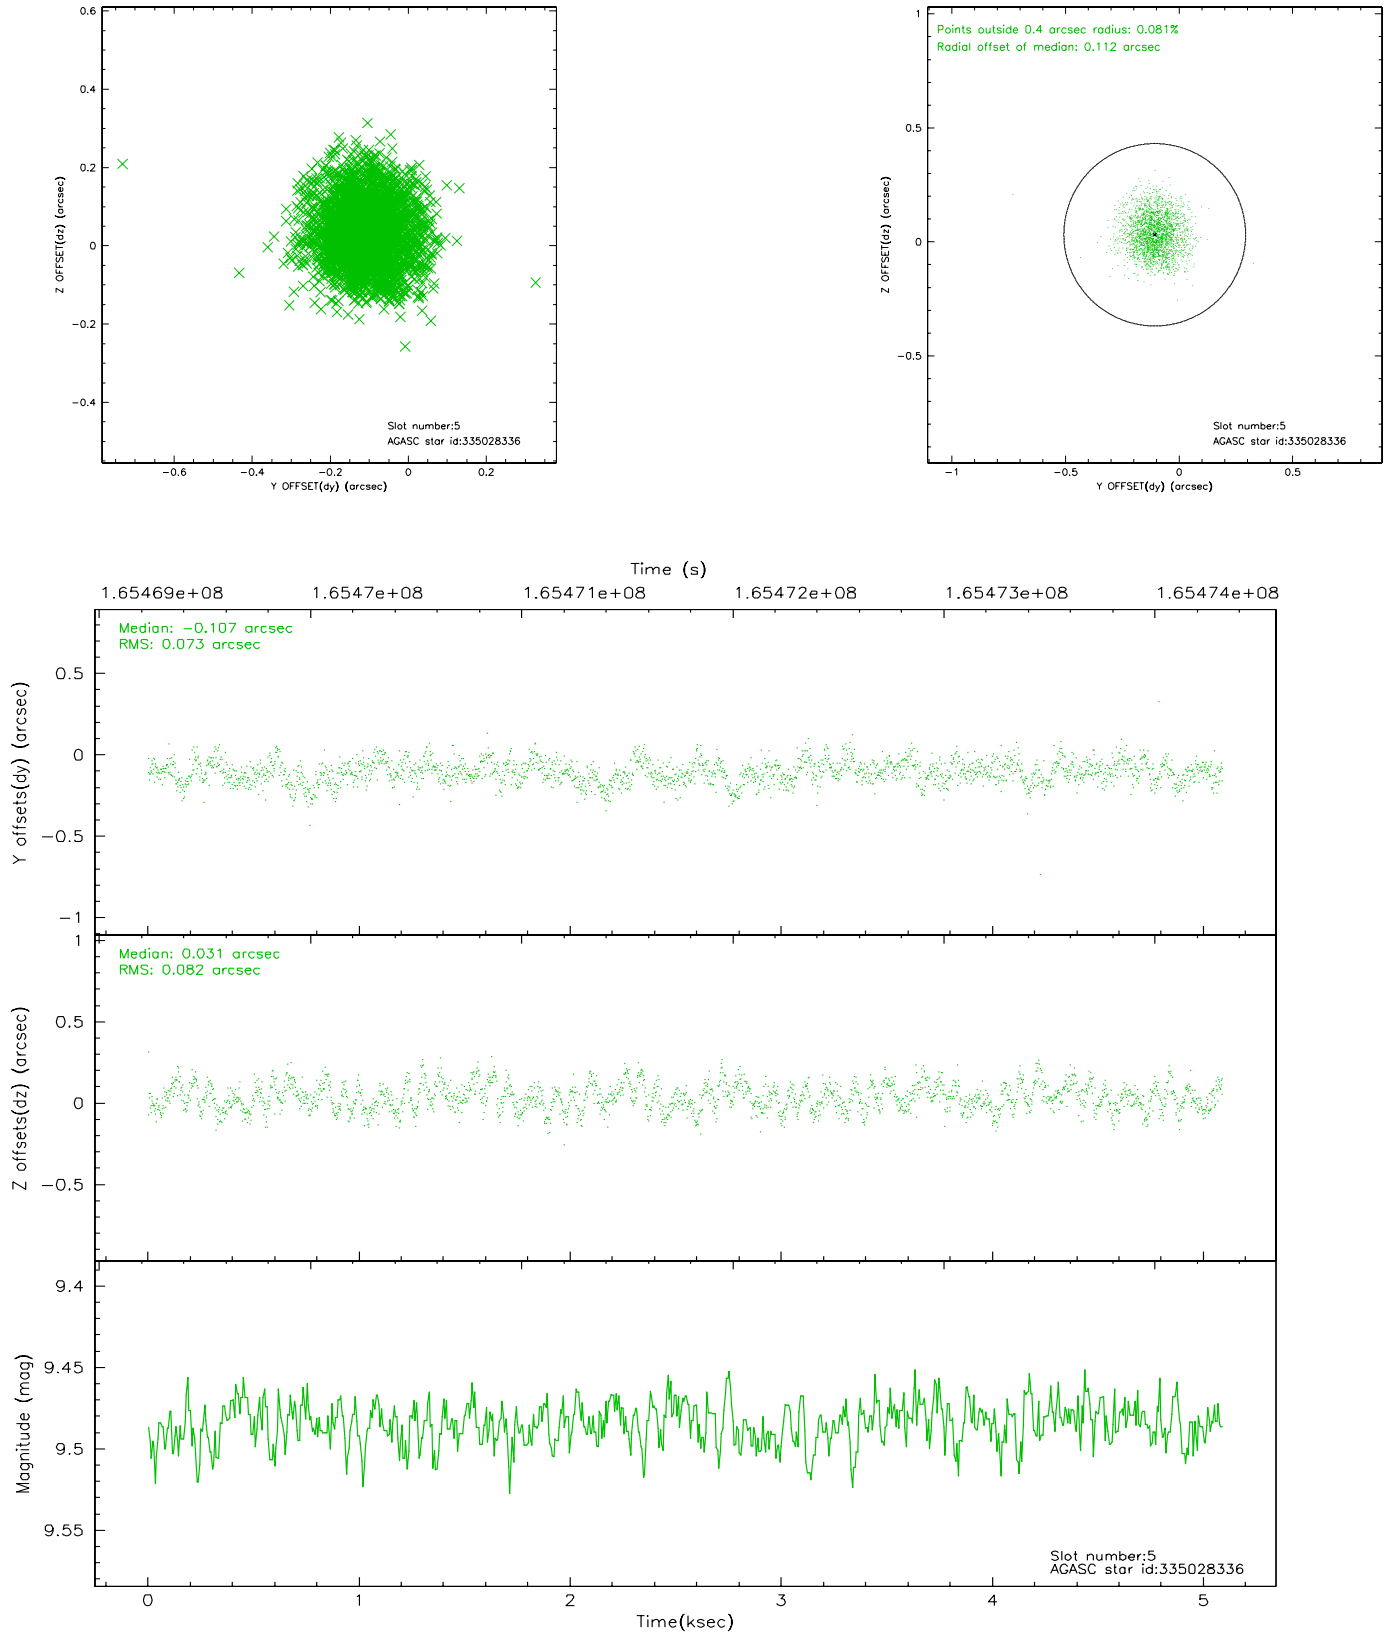 0.6
0.4
0.2
0
−0.2
−0.4
Z OFFSET(dz) (arcsec)
Slot number:5
AGASC star id:335028336
−0.6 −0.4 −0.2 0 0.2
Y OFFSET(dy) (arcsec)
1
0.5
0
−0.5
Z OFFSET(dz) (arcsec)
Points outside 0.4 arcsec radius: 0.081%
Radial offset of median: 0.112 arcsec
Slot number:5
AGASC star id:335028336
−1 −0.5 0 0.5
Y OFFSET(dy) (arcsec)
Time (s)
1.65469e+08 1.6547e+08 1.65471e+08 1.65472e+08 1.65473e+08 1.65474e+08
Median: −0.107 arcsec
RMS: 0.073 arcsec
0.5
0
−0.5
−1
Y offsets(dy) (arcsec)
Median: 0.031 arcsec
RMS: 0.082 arcsec
1
0.5
0
−0.5
Z offsets(dz) (arcsec)
9.4
9.45
9.5
9.55
Magnitude (mag)
Slot number:5
AGASC star id:335028336
0 1 2 3 4 5
Time(ksec)